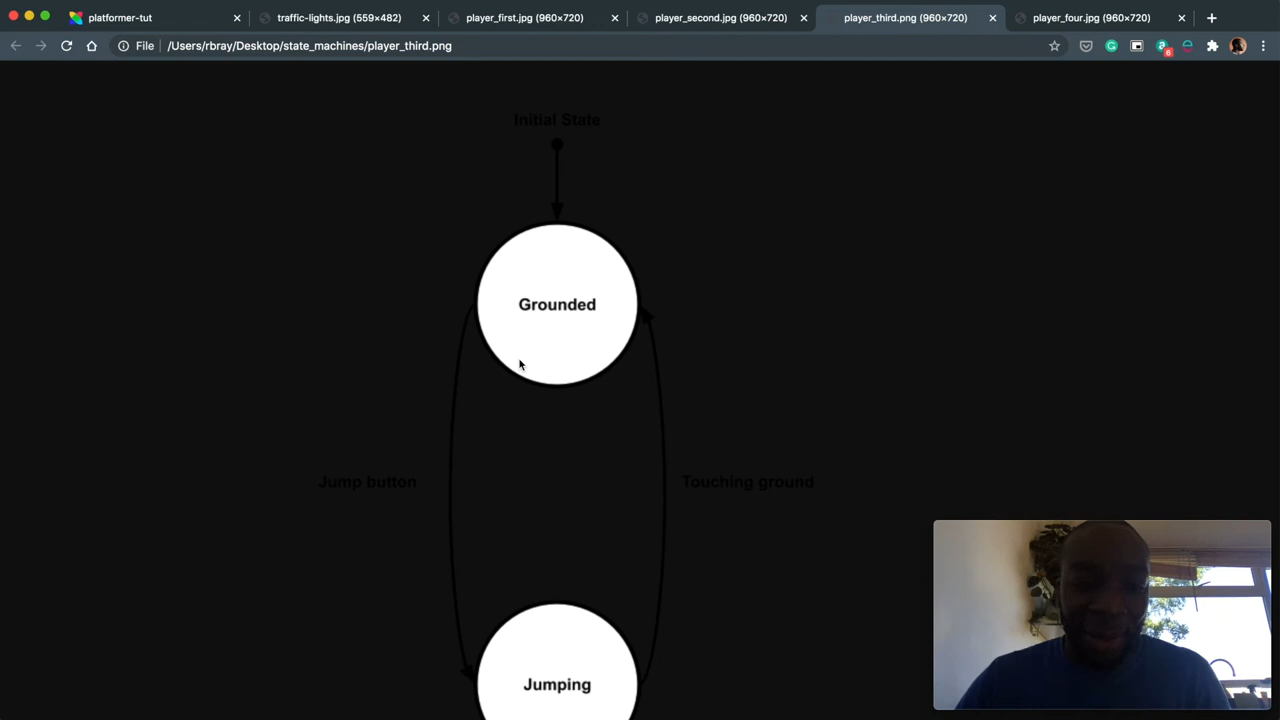 platformer-tut
traffic-lights.jpg (559×482)
player_first.jpg (960×720)
player_second.jpg (960×720)
player_third.png (960×720)
player_four.jpg (960×720)
File
/Users/rbray/Desktop/state_machines/player_third.png
6
Initial State
Grounded
Jump button
Touching ground
Jumping